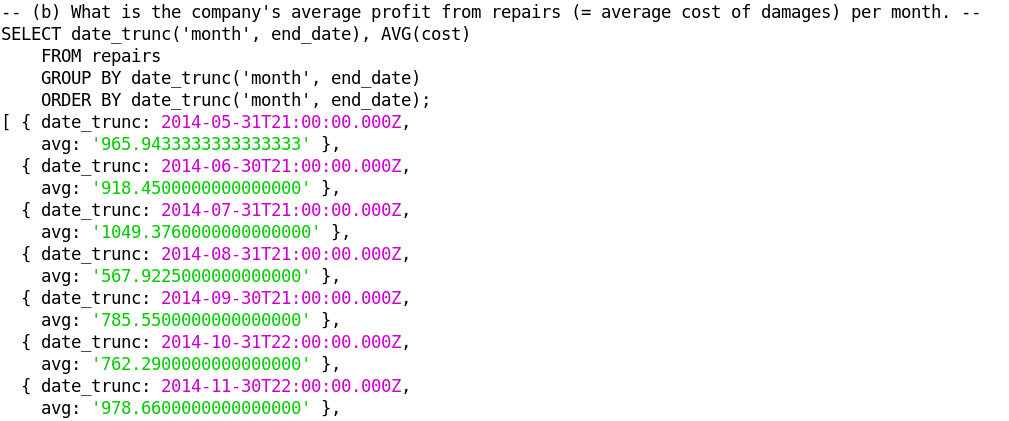 -- (b) What is the company's average profit from repairs (= average cost of damages) per month. --
SELECT date_trunc('month', end_date), AVG(cost)
    FROM repairs
    GROUP BY date_trunc('month', end_date)
    ORDER BY date_trunc('month', end_date);
[ { date_trunc: 2014-05-31T21:00:00.000Z,
    avg: '965.9433333333333333' },
  { date_trunc: 2014-06-30T21:00:00.000Z,
    avg: '918.4500000000000000' },
  { date_trunc: 2014-07-31T21:00:00.000Z,
    avg: '1049.3760000000000000' },
  { date_trunc: 2014-08-31T21:00:00.000Z,
    avg: '567.9225000000000000' },
  { date_trunc: 2014-09-30T21:00:00.000Z,
    avg: '785.5500000000000000' },
  { date_trunc: 2014-10-31T22:00:00.000Z,
    avg: '762.2900000000000000' },
  { date_trunc: 2014-11-30T22:00:00.000Z,
    avg: '978.6600000000000000' },